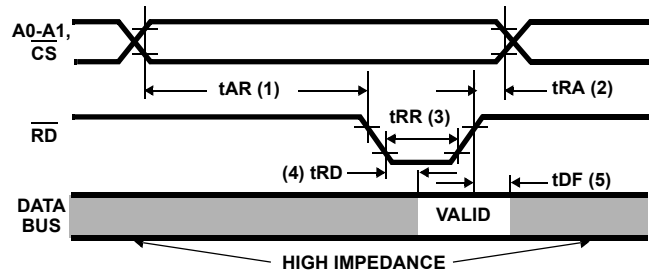 A0-A1,
CS
tAR (1)
tRA (2)
tRR (3)
RD
(4) tRD
tDF (5)
DATA
BUS
VALID
HIGH IMPEDANCE